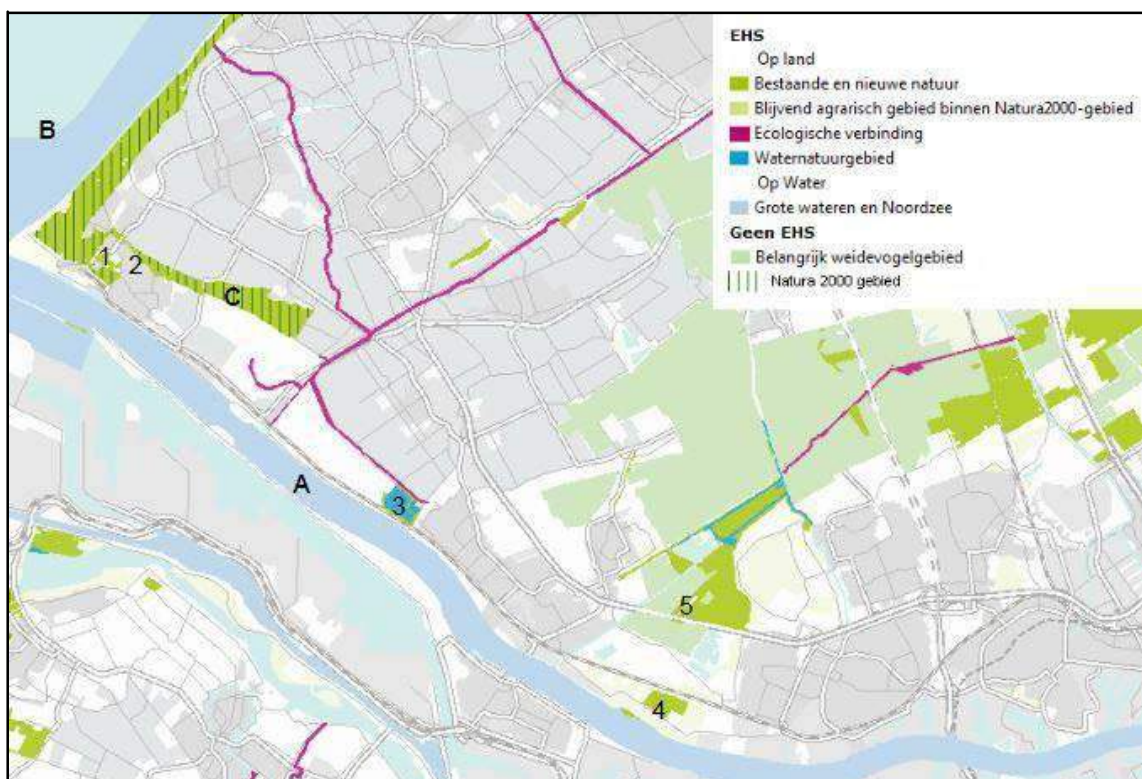 EHS
Op land
Bestaande en nieuwe natuur
Blijvend agrarisch gebied binnen Natura2000-gebied
Ecologische verbinding
Waternatuurgebied
Op Water
Grote wateren en Noordzee
Geen EHS
Belangrijk weidevogelgebied
Natura 2000 gebied
B
1
2
C
A
3
5
4